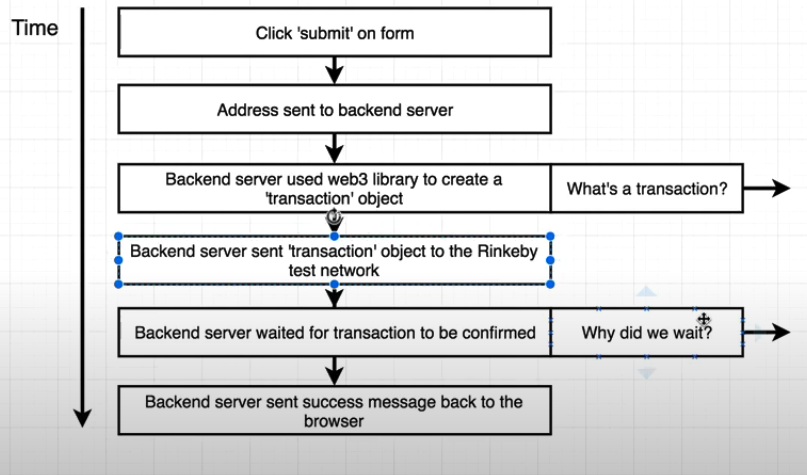 Time
Click 'submit' on form
Address sent to backend server
Backend server used web3 library to create a
'transaction' object
What's a transaction?
Backend server sent 'transaction' object to the Rinkeby
test network
Backend server waited for transaction to be confirmed
Why did we wait?
Backend server sent success message back to the
browser